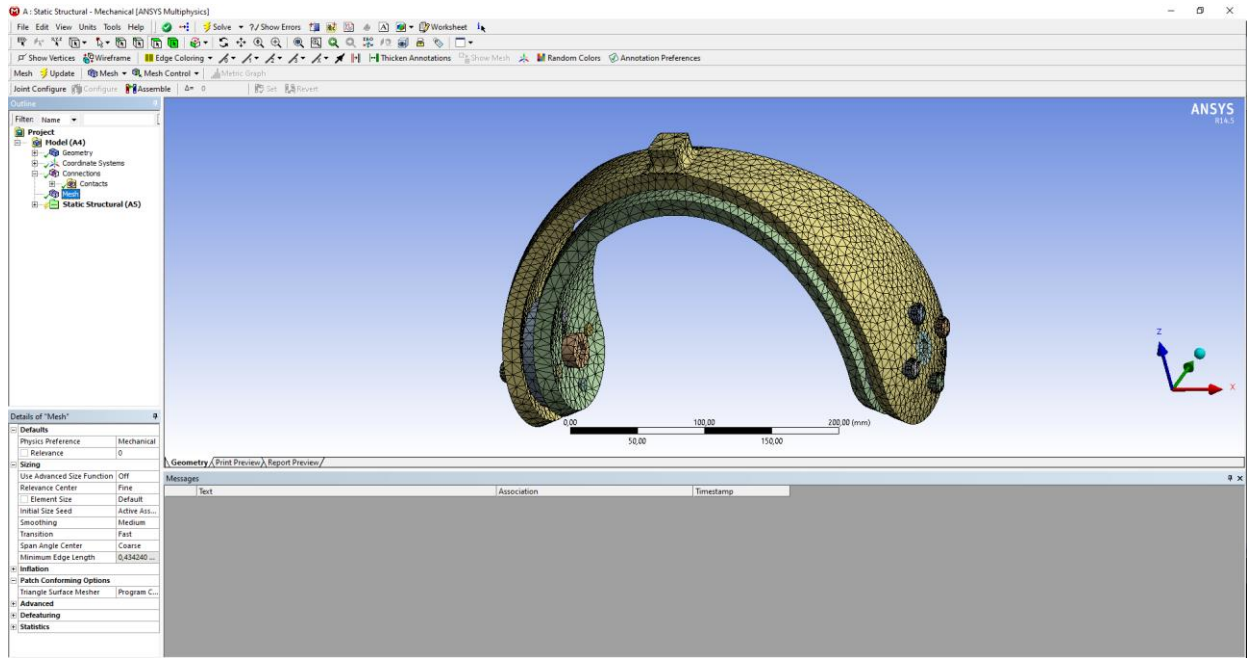 A : Static Structural - Mechanical [ANSYS Multiphysics]
File Edit View Units Tools Help Solve ?/ Show Errors Worksheet
Show Vertices Wireframe Edge Coloring Thicken Annotations Show Mesh Random Colors Annotation Preferences
Mesh Update Mesh Mesh Control Metric Graph
Joint Configure Configure Assemble Δ= 0 Set Revert
Outline
Filter: Name
Project
Model (A4)
Geometry
Coordinate Systems
Connections
Contacts
Mesh
Static Structural (A5)
ANSYS
R14.5
Z
X
0,00 100,00 200,00 (mm)
50,00 150,00
Details of "Mesh"
Defaults
Physics Preference Mechanical
Relevance 0
Sizing
Use Advanced Size Function Off
Relevance Center Fine
Element Size Default
Initial Size Seed Active Ass...
Smoothing Medium
Transition Fast
Span Angle Center Coarse
Minimum Edge Length 0,434240 ...
Inflation
Patch Conforming Options
Triangle Surface Mesher Program C...
Advanced
Defeaturing
Statistics
Geometry Print Preview Report Preview
Messages
Text Association Timestamp